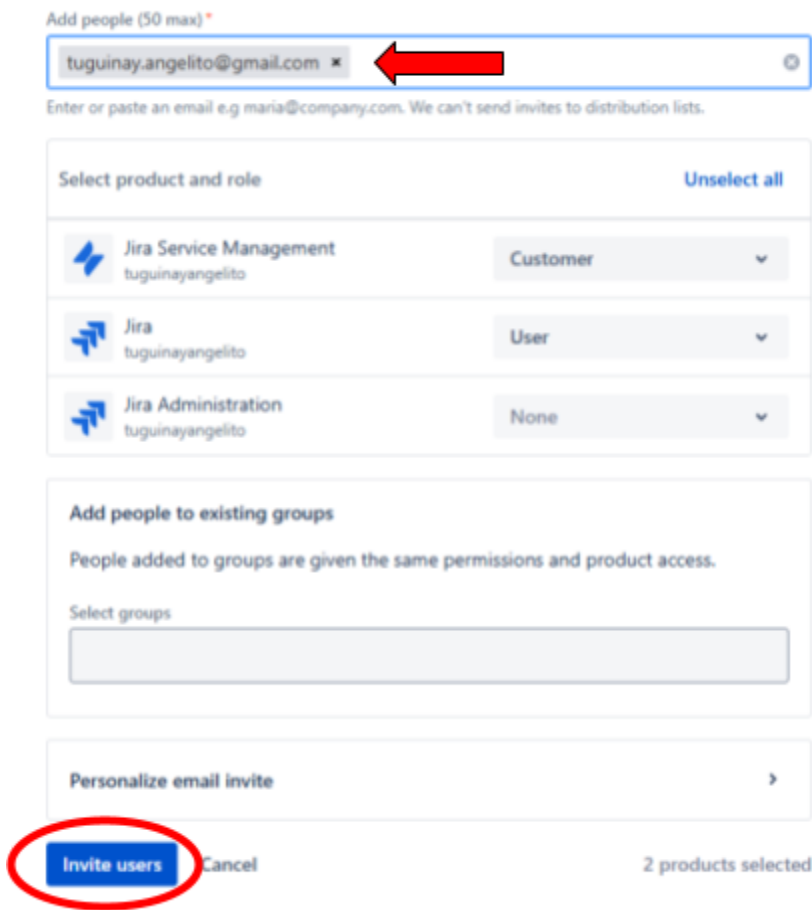 Add people (50 max) *
tuguinay.angelito@gmail.com ×
Enter or paste an email e.g maria@company.com. We can't send invites to distribution lists.
Select product and role Unselect all
Jira Service Management Customer
tuguinayangelito
Jira User
tuguinayangelito
Jira Administration None
tuguinayangelito
Add people to existing groups
People added to groups are given the same permissions and product access.
Select groups
Personalize email invite
Invite users Cancel 2 products selected